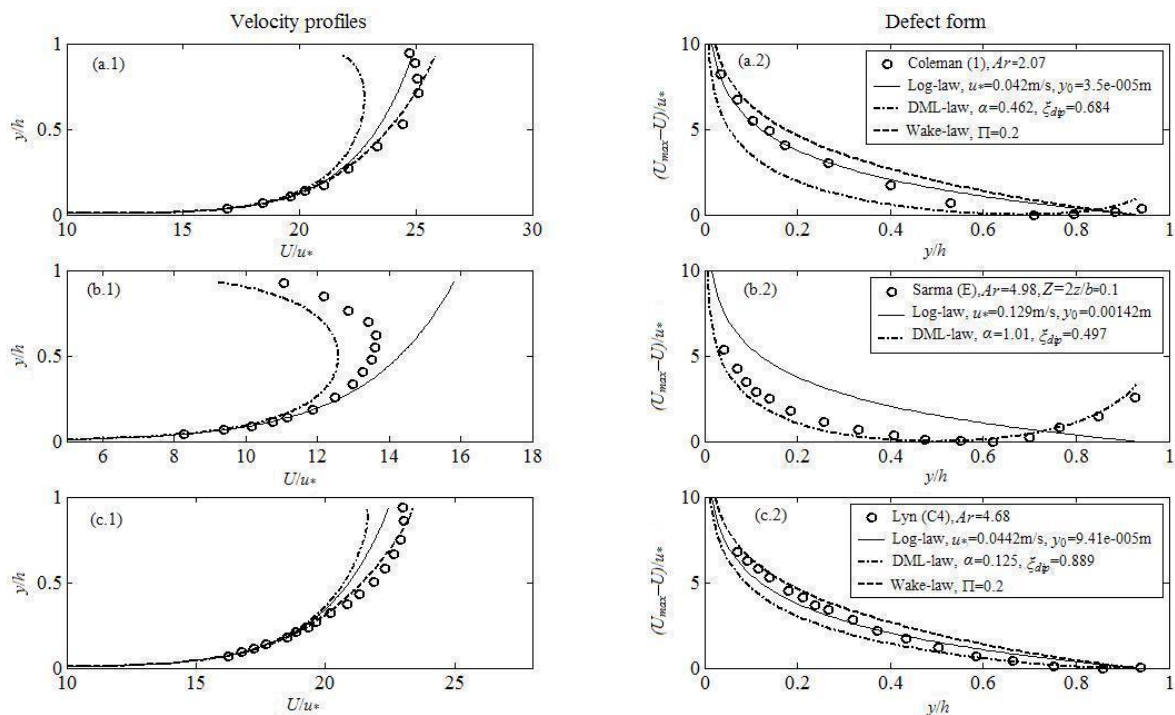 Velocity profiles
Defect form
1
0.5
0
y/h
(a.1)
10
15
20
25
30
U/u*
10
5
0
(Umax−U)/u*
(a.2)
Coleman (1), Ar=2.07
Log-law, u*=0.042m/s, y0=3.5e-005m
DML-law, α=0.462, ξdip=0.684
Wake-law, Π=0.2
0
0.2
0.4
0.6
0.8
1
y/h
1
0.5
0
y/h
(b.1)
6
8
10
12
14
16
18
U/u*
10
5
0
(Umax−U)/u*
(b.2)
Sarma (E), Ar=4.98, Z=2z/b=0.1
Log-law, u*=0.129m/s, y0=0.00142m
DML-law, α=1.01, ξdip=0.497
0
0.2
0.4
0.6
0.8
1
y/h
1
0.5
0
y/h
(c.1)
10
15
20
25
U/u*
10
5
0
(Umax−U)/u*
(c.2)
Lyn (C4), Ar=4.68
Log-law, u*=0.0442m/s, y0=9.41e-005m
DML-law, α=0.125, ξdip=0.889
Wake-law, Π=0.2
0
0.2
0.4
0.6
0.8
1
y/h